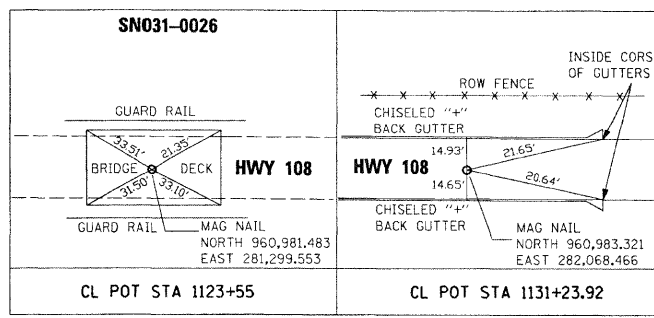 SN031-0026
GUARD RAIL
33.51'
21.35'
BRIDGE DECK
HWY 108
31.50'
33.10'
GUARD RAIL
MAG NAIL
NORTH 960,981.483
EAST 281,299.553
CL POT STA 1123+55
INSIDE CORS
OF GUTTERS
ROW FENCE
CHISELED "+"
BACK GUTTER
14.93'
21.65'
HWY 108
14.65'
20.64'
CHISELED "+"
BACK GUTTER
MAG NAIL
NORTH 960,983.321
EAST 282,068.466
CL POT STA 1131+23.92